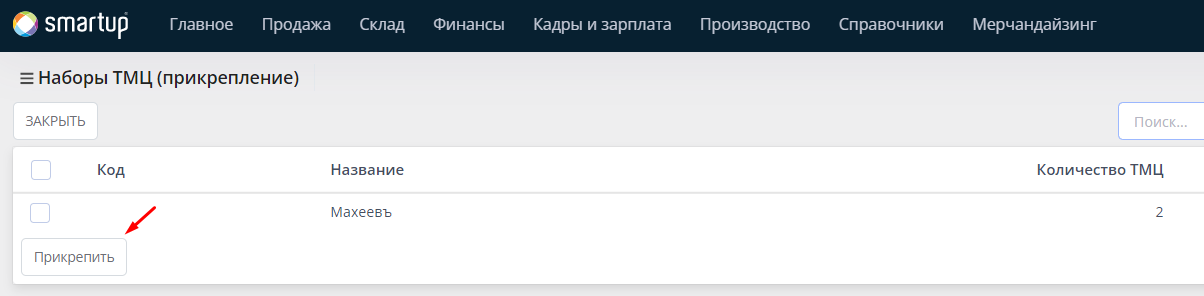 smartup Главное Продажа Склад Финансы Кадры и зарплата Производство Справочники Мерчандайзинг
Наборы ТМЦ (прикрепление)
ЗАКРЫТЬ Поиск...
Код Название Количество ТМЦ
Махеевъ 2
Прикрепить